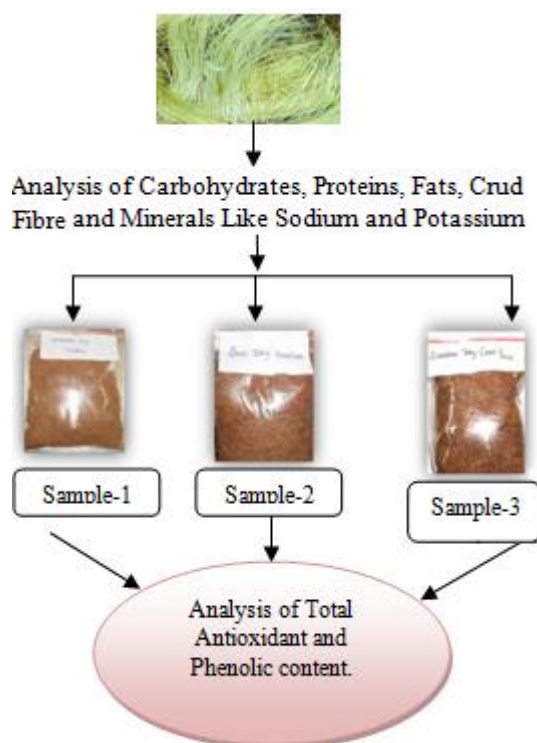 Analysis of Carbohydrates, Proteins, Fats, Crud
Fibre and Minerals Like Sodium and Potassium
Sample-1
Sample-2
Sample-3
Analysis of Total
Antioxidant and
Phenolic content.